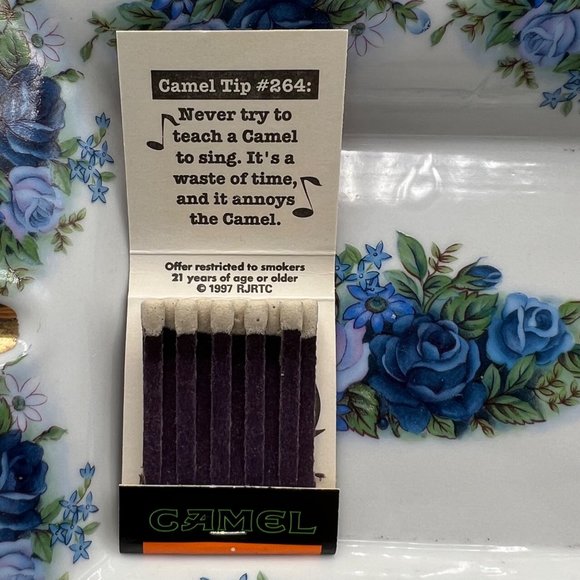 Camel Tip #264:
Never try to
teach a Camel
to sing. It's a
waste of time,
and it annoys
the Camel.
Offer restricted to smokers
21 years of age or older
© 1997 RJRTC
CAMEL